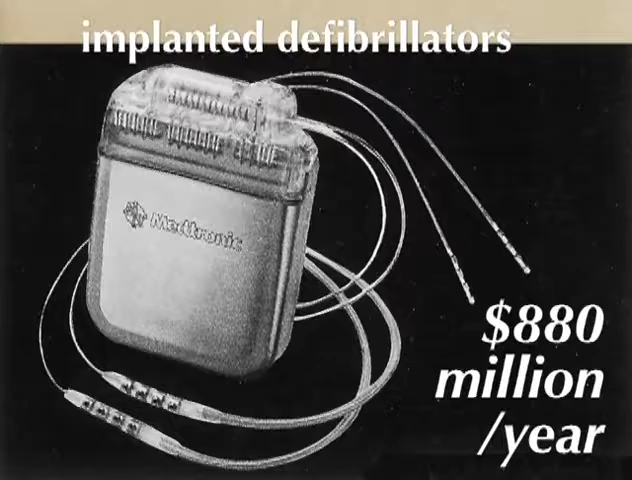 implanted defibrillators
Medtronic
$880
million
/year